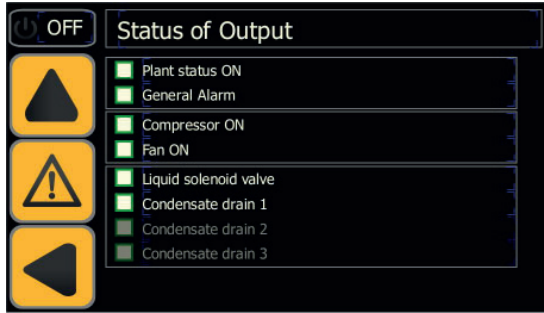 OFF
Status of Output
Plant status ON
General Alarm
Compressor ON
Fan ON
Liquid solenoid valve
Condensate drain 1
Condensate drain 2
Condensate drain 3